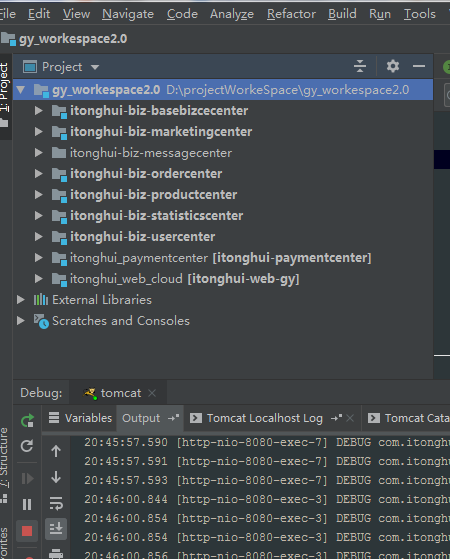 File Edit View Navigate Code Analyze Refactor Build Run Tools
gy_workespace2.0
1: Project
Project
gy_workespace2.0 D:\projectWorkeSpace\gy_workespace2.0
itonghui-biz-basebizcecenter
itonghui-biz-marketingcenter
itonghui-biz-messagecenter
itonghui-biz-ordercenter
itonghui-biz-productcenter
itonghui-biz-statisticscenter
itonghui-biz-usercenter
itonghui_paymentcenter [itonghui-paymentcenter]
itonghui_web_cloud [itonghui-web-gy]
External Libraries
Scratches and Consoles
Debug: tomcat
Variables Output Tomcat Localhost Log Tomcat Cata
20:45:57.590 [http-nio-8080-exec-7] DEBUG com.itonghu
20:45:57.591 [http-nio-8080-exec-7] DEBUG com.itonghu
20:45:57.593 [http-nio-8080-exec-7] DEBUG com.itonghu
20:46:00.844 [http-nio-8080-exec-3] DEBUG com.itonghu
20:46:00.854 [http-nio-8080-exec-3] DEBUG com.itonghu
20:46:00.854 [http-nio-8080-exec-3] DEBUG com.itonghu
20:46:00.856 [http-nio-8080-exec-3] DEBUG com.itonghu
Z: Structure
vorites